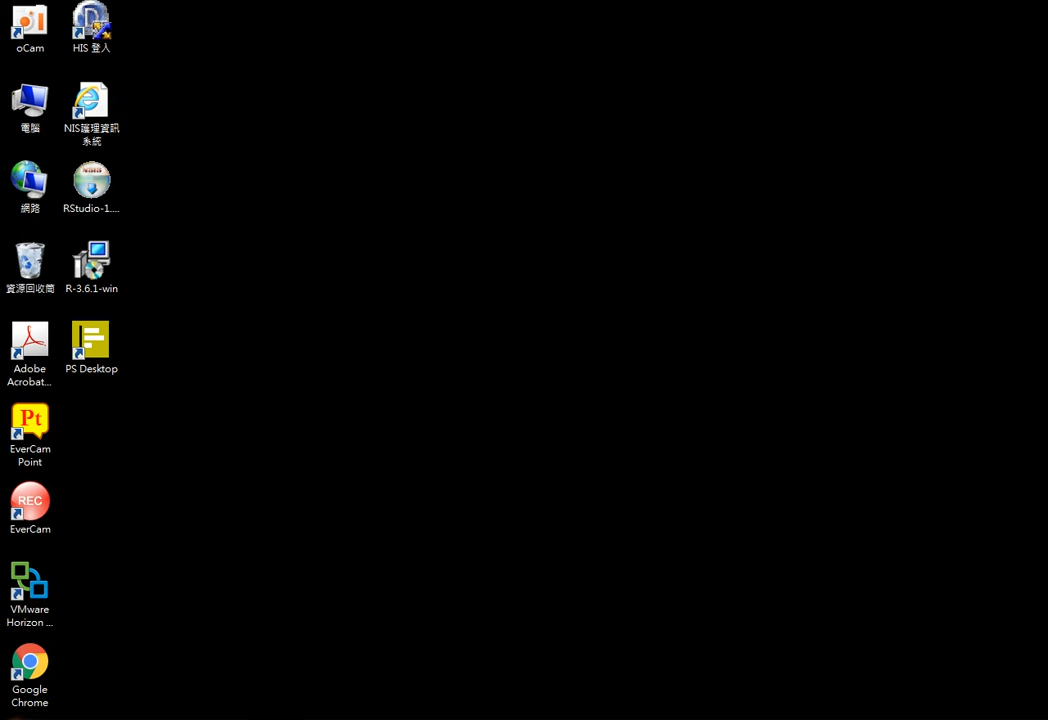 oCam
HIS 登入
電腦
NIS護理資訊
系統
網路
NSIS
RStudio-1....
資源回收筒
R-3.6.1-win
Adobe
Acrobat...
PS Desktop
Pt
EverCam
Point
REC
EverCam
VMware
Horizon ...
Google
Chrome